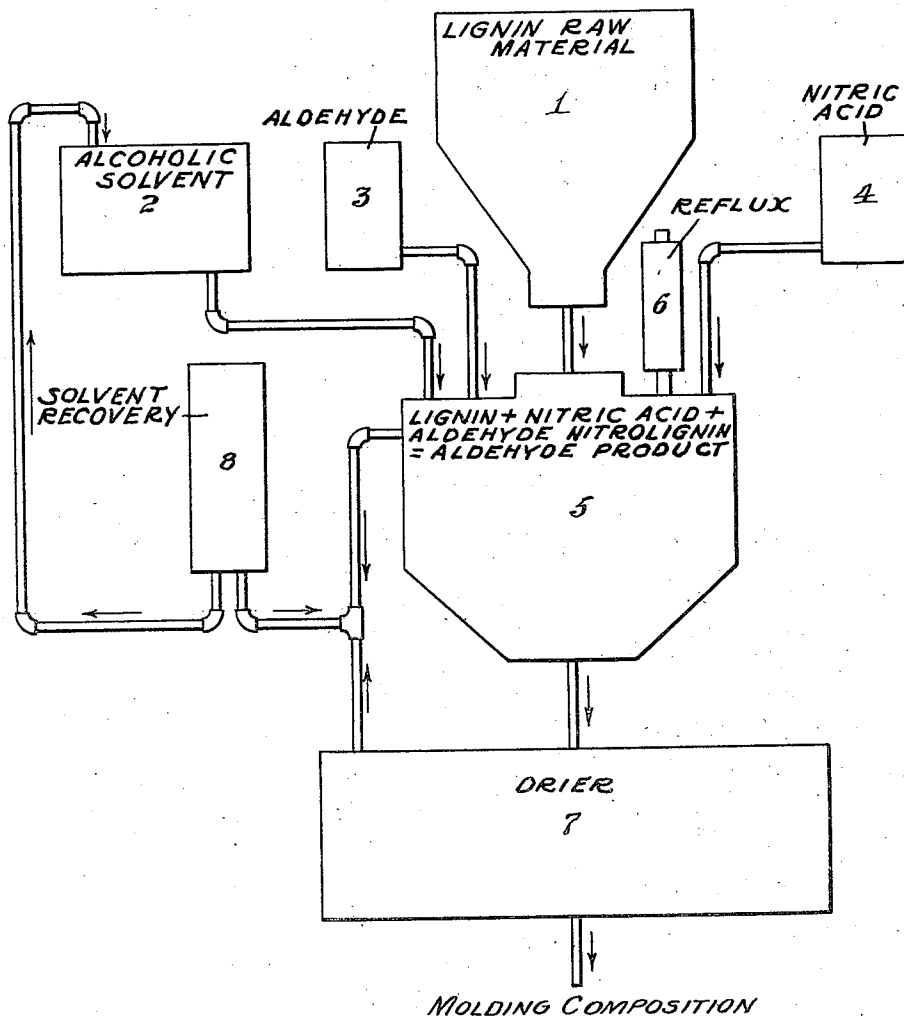 LIGNIN RAW
MATERIAL
1
NITRIC
ACID
4
ALDEHYDE
3
ALCOHOLIC
SOLVENT
2
REFLUX
6
SOLVENT
RECOVERY
8
LIGNIN + NITRIC ACID +
ALDEHYDE NITROLIGNIN
= ALDEHYDE PRODUCT
5
DRIER
7
MOLDING COMPOSITION